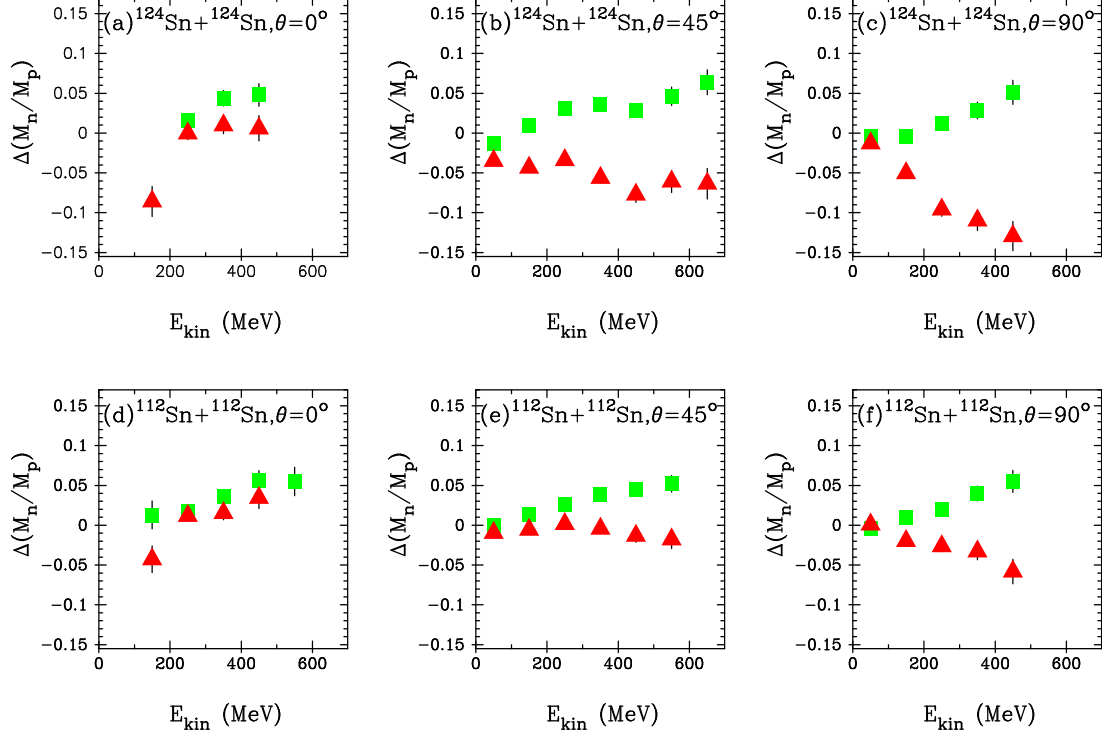 (a)¹²⁴Sn+¹²⁴Sn,θ=0°
0.15
0.1
0.05
0
−0.05
−0.1
−0.15
0 200 400 600
Δ(Mₙ/Mₚ)
E_kin (MeV)
(b)¹²⁴Sn+¹²⁴Sn,θ=45°
0.15
0.1
0.05
0
−0.05
−0.1
−0.15
0 200 400 600
Δ(Mₙ/Mₚ)
E_kin (MeV)
(c)¹²⁴Sn+¹²⁴Sn,θ=90°
0.15
0.1
0.05
0
−0.05
−0.1
−0.15
0 200 400 600
Δ(Mₙ/Mₚ)
E_kin (MeV)
(d)¹¹²Sn+¹¹²Sn,θ=0°
0.15
0.1
0.05
0
−0.05
−0.1
−0.15
0 200 400 600
Δ(Mₙ/Mₚ)
E_kin (MeV)
(e)¹¹²Sn+¹¹²Sn,θ=45°
0.15
0.1
0.05
0
−0.05
−0.1
−0.15
0 200 400 600
Δ(Mₙ/Mₚ)
E_kin (MeV)
(f)¹¹²Sn+¹¹²Sn,θ=90°
0.15
0.1
0.05
0
−0.05
−0.1
−0.15
0 200 400 600
Δ(Mₙ/Mₚ)
E_kin (MeV)